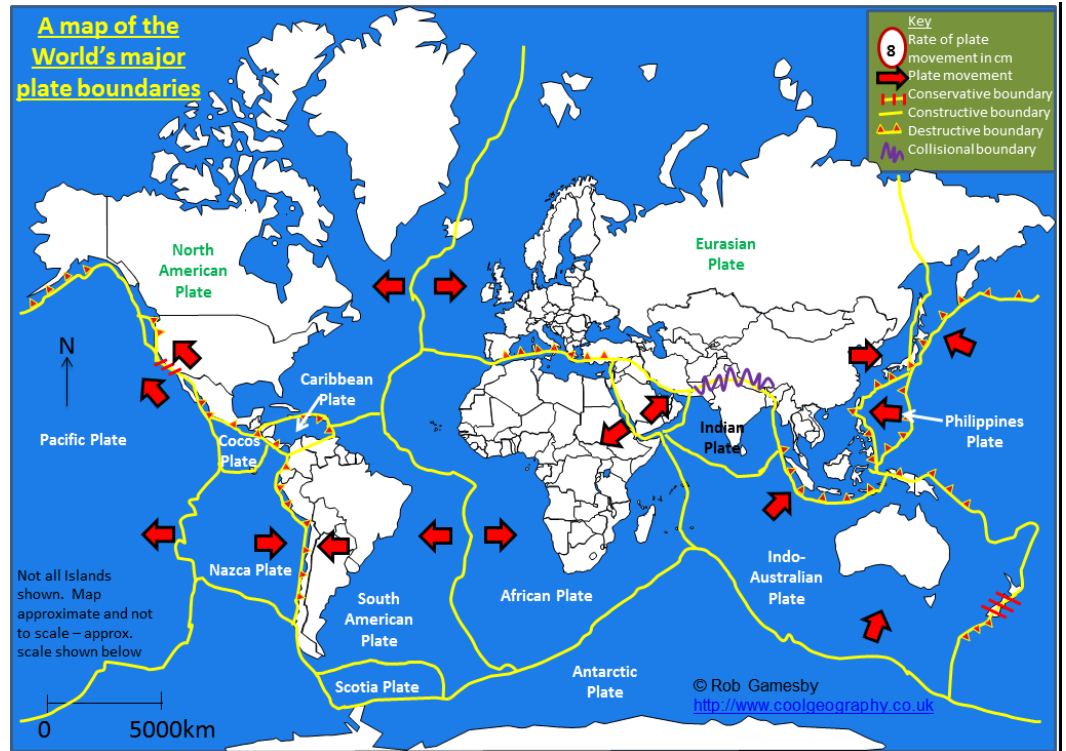 A map of the
World's major
plate boundaries
Key
8
Rate of plate
movement in cm
Plate movement
Conservative boundary
Constructive boundary
Destructive boundary
Collisional boundary
North
American
Plate
Eurasian
Plate
N
Caribbean
Plate
Pacific Plate
Cocos
Plate
Indian
Plate
Philippines
Plate
Nazca Plate
South
American
Plate
African Plate
Indo-
Australian
Plate
Not all Islands
shown. Map
approximate and not
to scale – approx.
scale shown below
Scotia Plate
Antarctic
Plate
0
5000km
© Rob Gamesby
http://www.coolgeography.co.uk